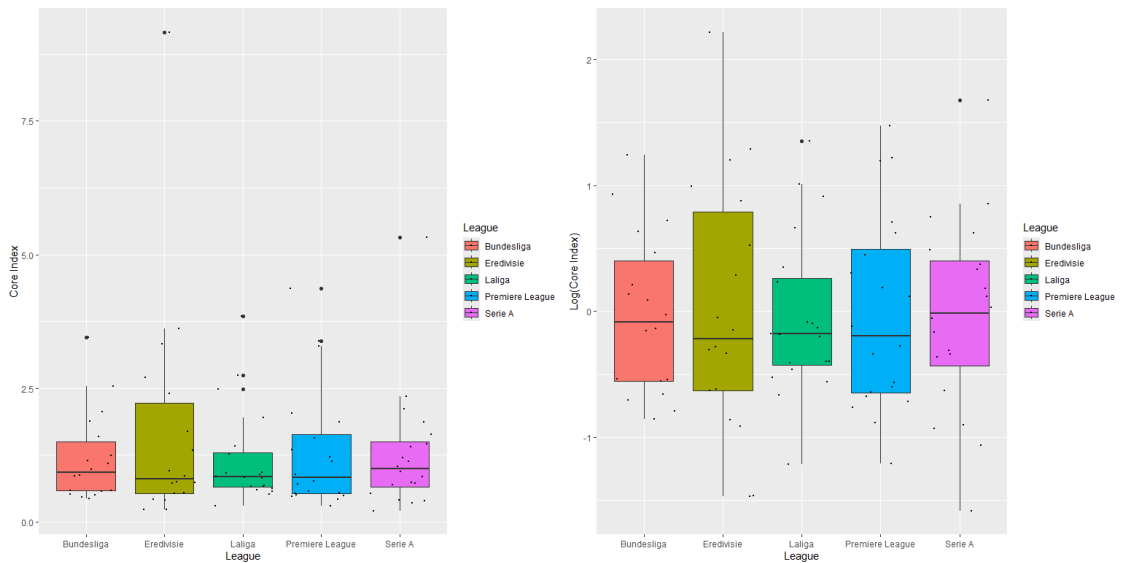 Core Index
7.5
5.0
2.5
0.0
Bundesliga
Eredivisie
Laliga
Premiere League
Serie A
League
League
Bundesliga
Eredivisie
Laliga
Premiere League
Serie A
Log(Core Index)
2
1
0
-1
Bundesliga
Eredivisie
Laliga
Premiere League
Serie A
League
League
Bundesliga
Eredivisie
Laliga
Premiere League
Serie A